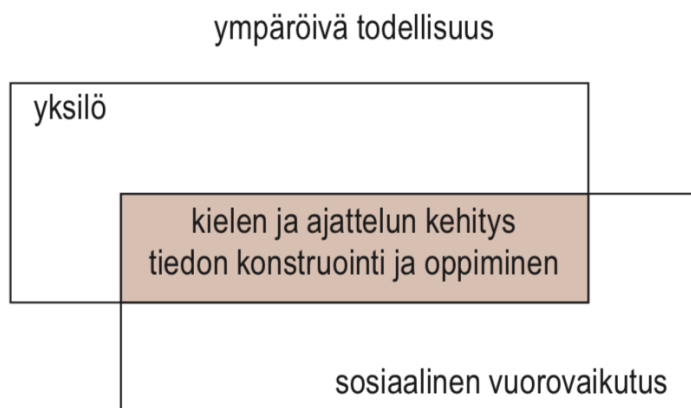 ympäröivä todellisuus
yksilö
kielen ja ajattelun kehitys
tiedon konstruointi ja oppiminen
sosiaalinen vuorovaikutus